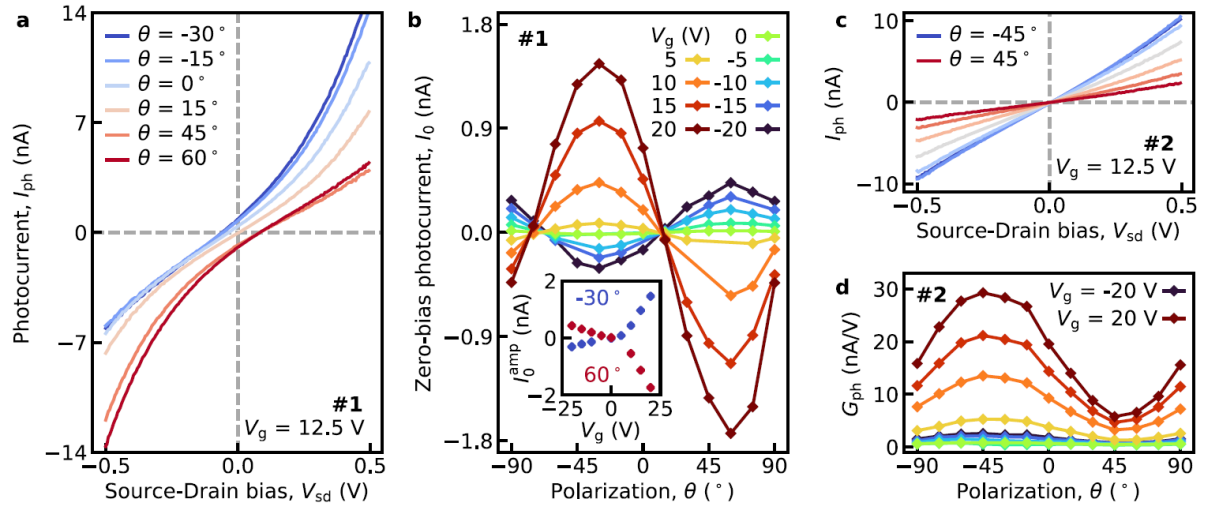 a
Photocurrent, I_ph (nA)
14
7
0
−7
−14
θ = -30°
θ = -15°
θ = 0°
θ = 15°
θ = 45°
θ = 60°
#1
V_g = 12.5 V
−0.5
0.0
0.5
Source-Drain bias, V_sd (V)
b
Zero-bias photocurrent, I_0 (nA)
1.8
0.9
0.0
−0.9
−1.8
#1
V_g (V) 0
5 -5
10 -10
15 -15
20 -20
I_0^amp (nA)
2
0
−2
-30°
60°
−25 0 25
V_g (V)
−90 −45 0 45 90
Polarization, θ (°)
c
I_ph (nA)
10
0
−10
θ = -45°
θ = 45°
#2
V_g = 12.5 V
−0.5 0.0 0.5
Source-Drain bias, V_sd (V)
d
G_ph (nA/V)
30
20
10
0
#2
V_g = -20 V
V_g = 20 V
−90 −45 0 45 90
Polarization, θ (°)